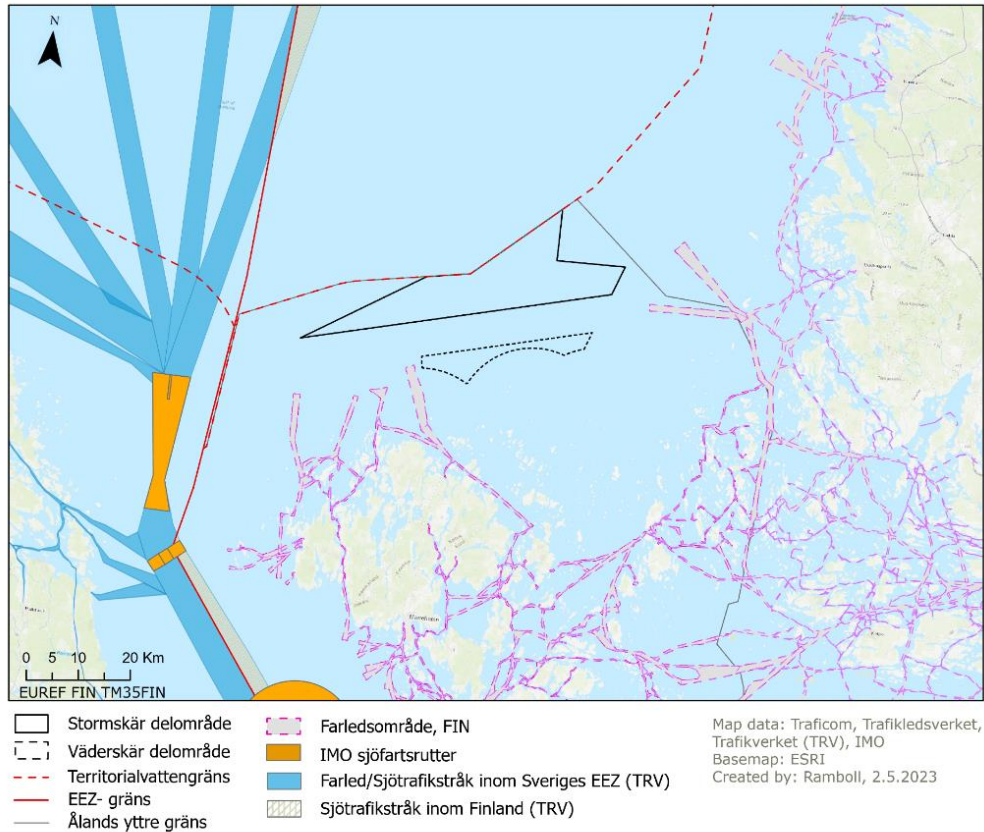 N
0 5 10 20 Km
EUREF FIN TM35FIN
Stormskär delområde
Väderskär delområde
Territorialvattengräns
EEZ- gräns
Ålands yttre gräns
Farledsområde, FIN
IMO sjöfartsrutter
Farled/Sjötrafikstråk inom Sveriges EEZ (TRV)
Sjötrafikstråk inom Finland (TRV)
Map data: Traficom, Trafikledsverket,
Trafikverket (TRV), IMO
Basemap: ESRI
Created by: Ramboll, 2.5.2023